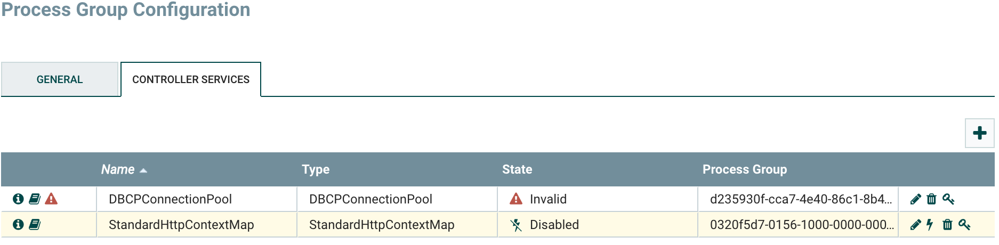 Process Group Configuration
GENERAL CONTROLLER SERVICES
Name Type State Process Group
DBCPConnectionPool DBCPConnectionPool Invalid d235930f-cca7-4e40-86c1-8b4...
StandardHttpContextMap StandardHttpContextMap Disabled 0320f5d7-0156-1000-0000-000...